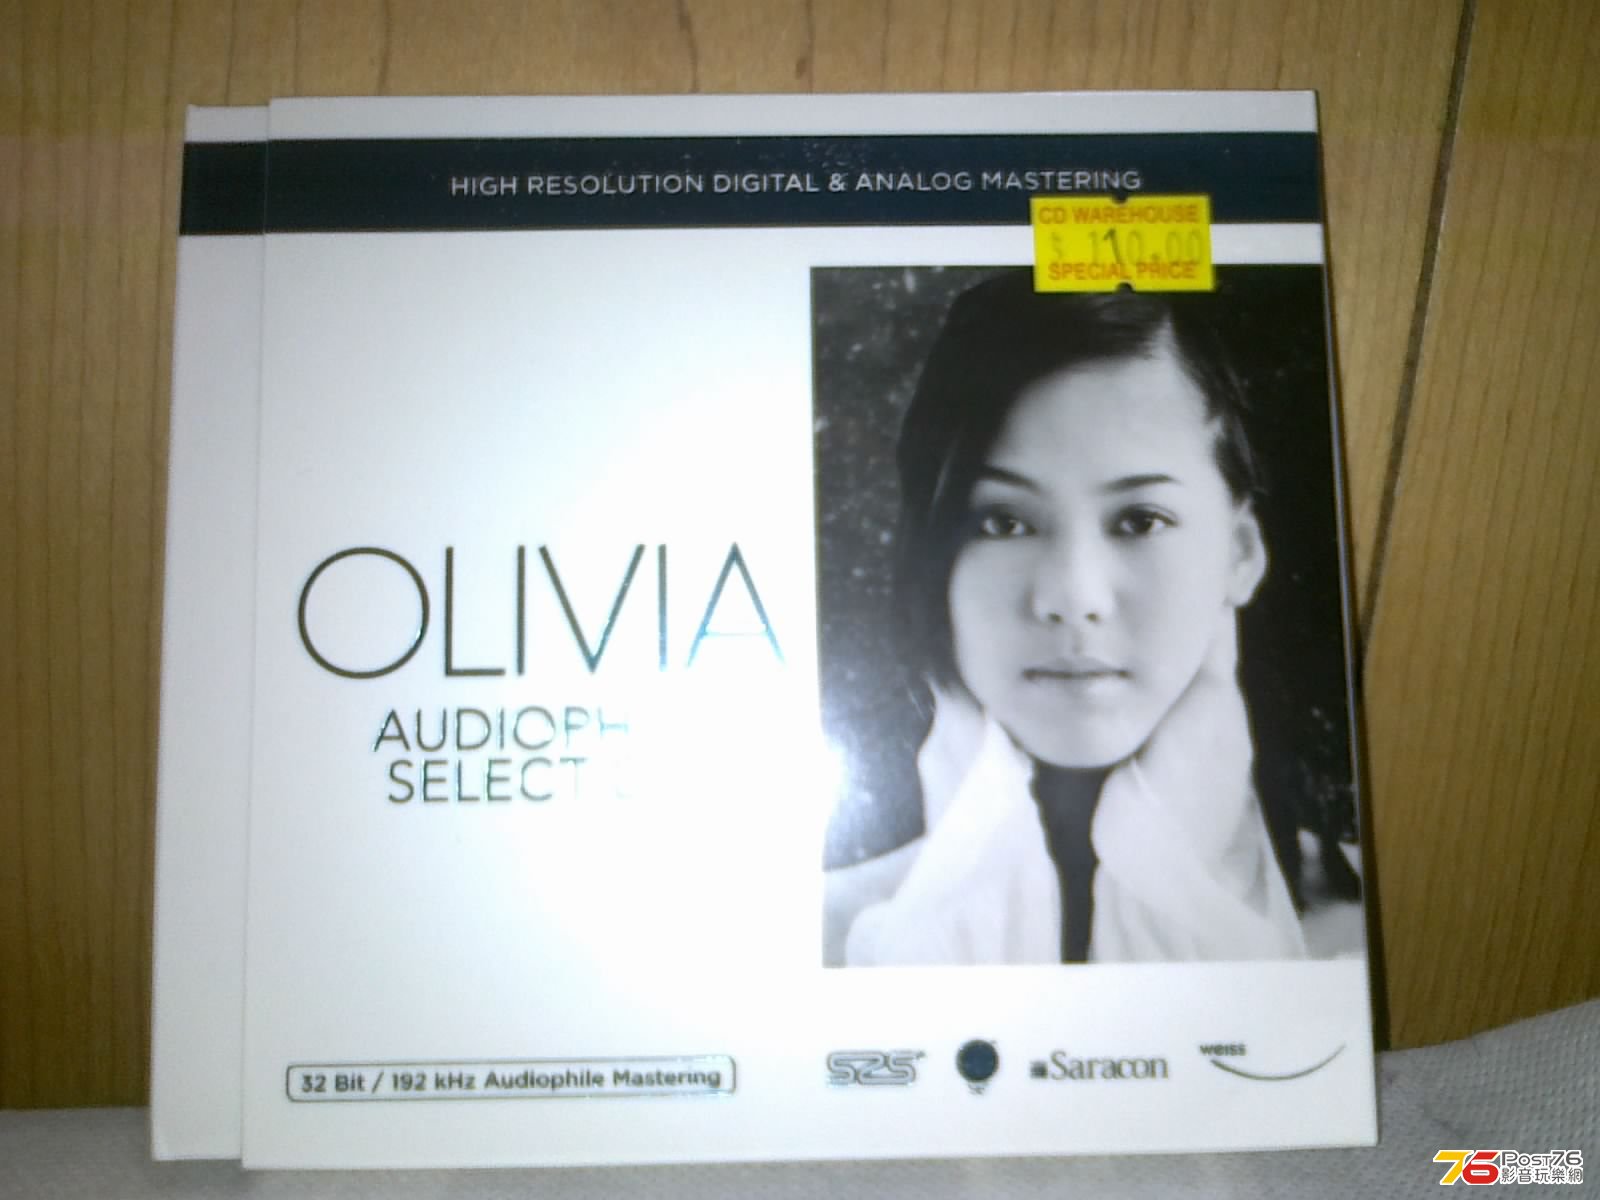 HIGH RESOLUTION DIGITAL & ANALOG MASTERING
CD WAREHOUSE
$ 110.00
SPECIAL PRICE
OLIVIA
32 Bit / 192 kHz Audiophile Mastering
Saracon
weiss
76 Post76
影音玩樂網